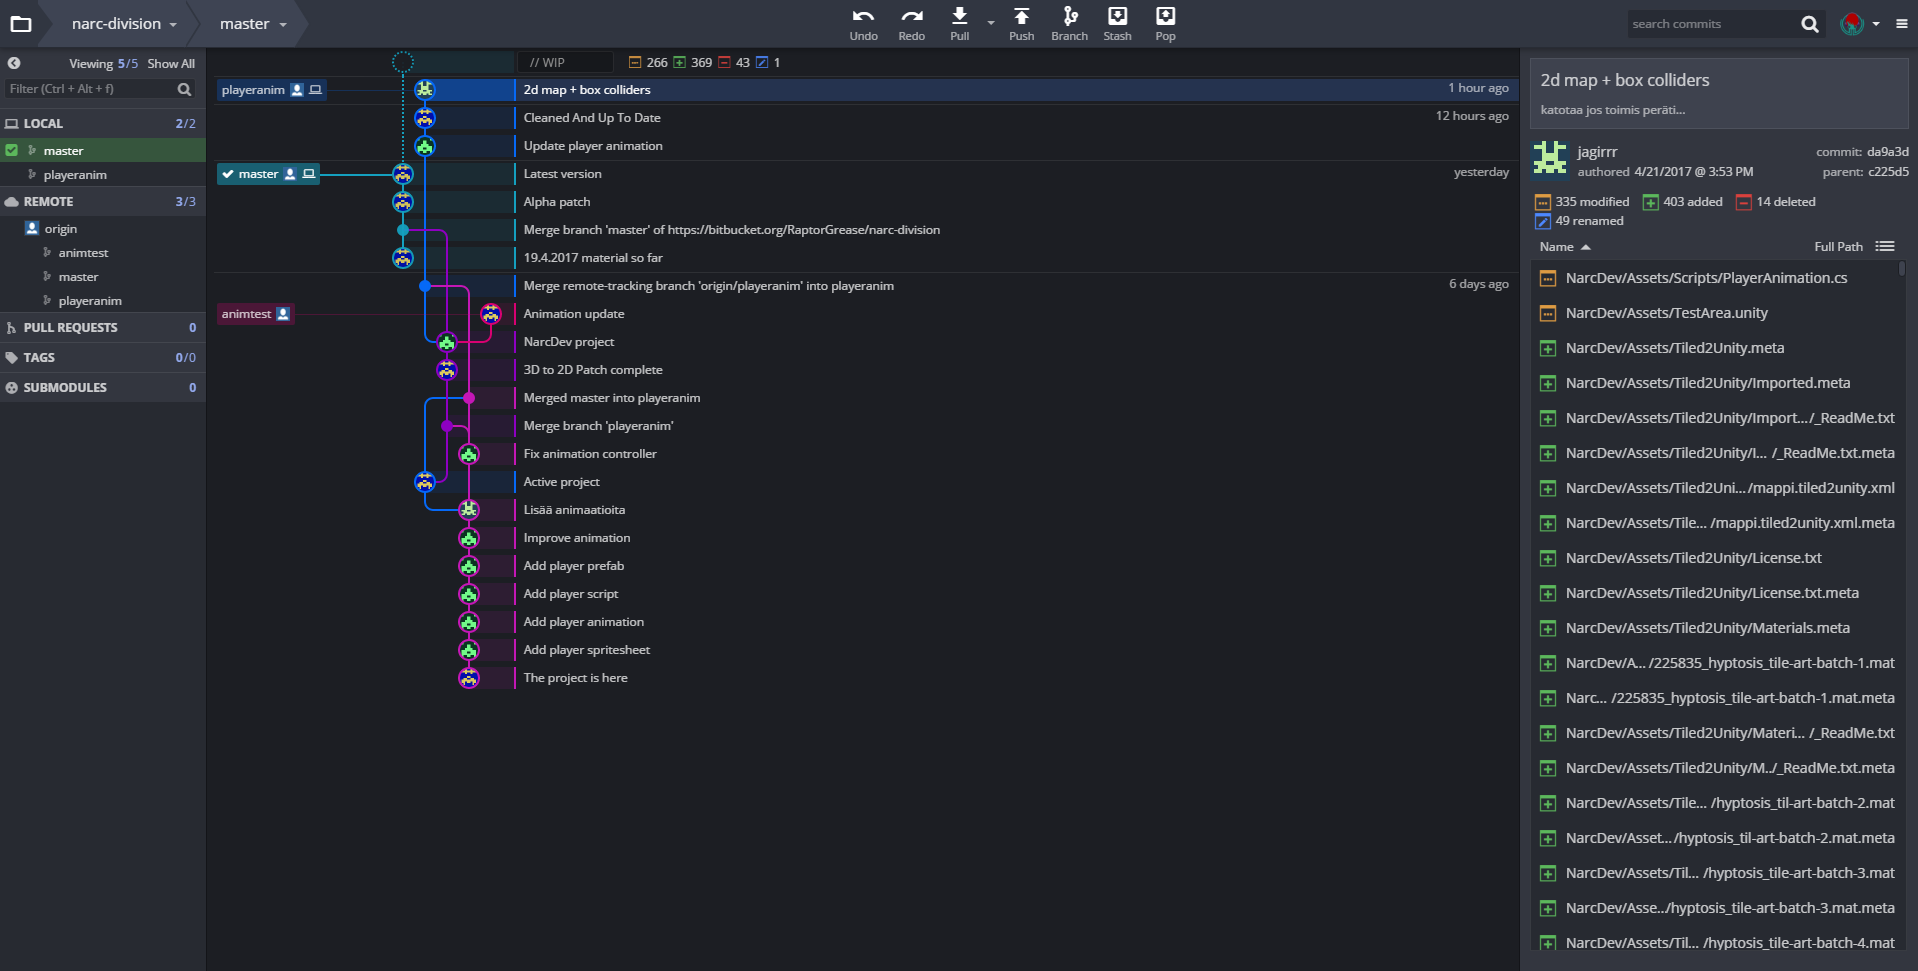 narc-division
master
Undo
Redo
Pull
Push
Branch
Stash
Pop
search commits
Viewing 5/5 Show All
Filter (Ctrl + Alt + f)
LOCAL 2/2
master
playeranim
REMOTE 3/3
origin
animtest
master
playeranim
PULL REQUESTS 0
TAGS 0/0
SUBMODULES 0
// WIP 266 369 43 1
playeranim 2d map + box colliders 1 hour ago
Cleaned And Up To Date 12 hours ago
Update player animation
master Latest version yesterday
Alpha patch
Merge branch 'master' of https://bitbucket.org/RaptorGrease/narc-division
19.4.2017 material so far
Merge remote-tracking branch 'origin/playeranim' into playeranim 6 days ago
animtest Animation update
NarcDev project
3D to 2D Patch complete
Merged master into playeranim
Merge branch 'playeranim'
Fix animation controller
Active project
Lisää animaatioita
Improve animation
Add player prefab
Add player script
Add player animation
Add player spritesheet
The project is here
2d map + box colliders
katotaa jos toimis peräti...
jagirrr commit: da9a3d
authored 4/21/2017 @ 3:53 PM parent: c225d5
335 modified 403 added 14 deleted
49 renamed
Name Full Path
NarcDev/Assets/Scripts/PlayerAnimation.cs
NarcDev/Assets/TestArea.unity
NarcDev/Assets/Tiled2Unity.meta
NarcDev/Assets/Tiled2Unity/Imported.meta
NarcDev/Assets/Tiled2Unity/Import.../_ReadMe.txt
NarcDev/Assets/Tiled2Unity/I... /_ReadMe.txt.meta
NarcDev/Assets/Tiled2Uni.../mappi.tiled2unity.xml
NarcDev/Assets/Tile... /mappi.tiled2unity.xml.meta
NarcDev/Assets/Tiled2Unity/License.txt
NarcDev/Assets/Tiled2Unity/License.txt.meta
NarcDev/Assets/Tiled2Unity/Materials.meta
NarcDev/A... /225835_hyptosis_tile-art-batch-1.mat
Narc... /225835_hyptosis_tile-art-batch-1.mat.meta
NarcDev/Assets/Tiled2Unity/Materi... /_ReadMe.txt
NarcDev/Assets/Tiled2Unity/M../_ReadMe.txt.meta
NarcDev/Assets/Tile... /hyptosis_til-art-batch-2.mat
NarcDev/Asset.../hyptosis_til-art-batch-2.mat.meta
NarcDev/Assets/Til... /hyptosis_tile-art-batch-3.mat
NarcDev/Asse../hyptosis_tile-art-batch-3.mat.meta
NarcDev/Assets/Til... /hyptosis_tile-art-batch-4.mat